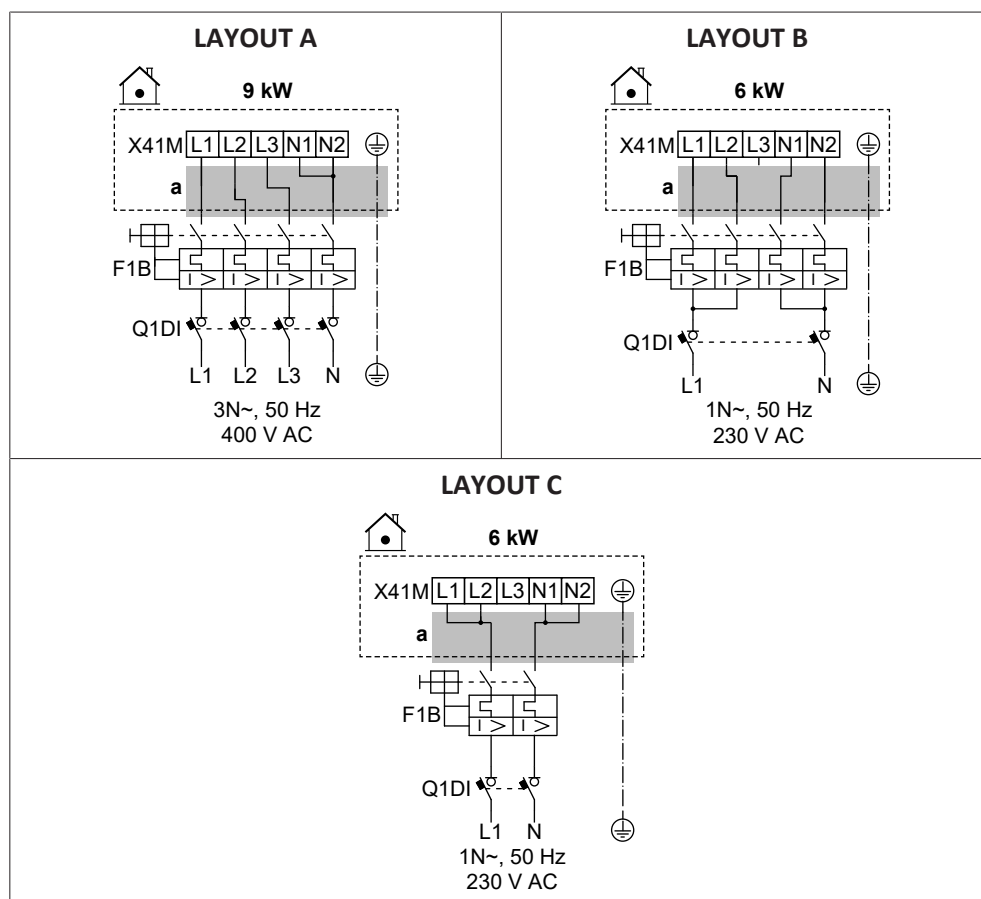 LAYOUT A
9 kW
X41M L1 L2 L3 N1 N2
a
F1B
I > I > I > I >
Q1DI
L1 L2 L3 N
3N~, 50 Hz
400 V AC
LAYOUT B
6 kW
X41M L1 L2 L3 N1 N2
a
F1B
I > I > I > I >
Q1DI
L1 N
1N~, 50 Hz
230 V AC
LAYOUT C
6 kW
X41M L1 L2 L3 N1 N2
a
F1B
I > I >
Q1DI
L1 N
1N~, 50 Hz
230 V AC